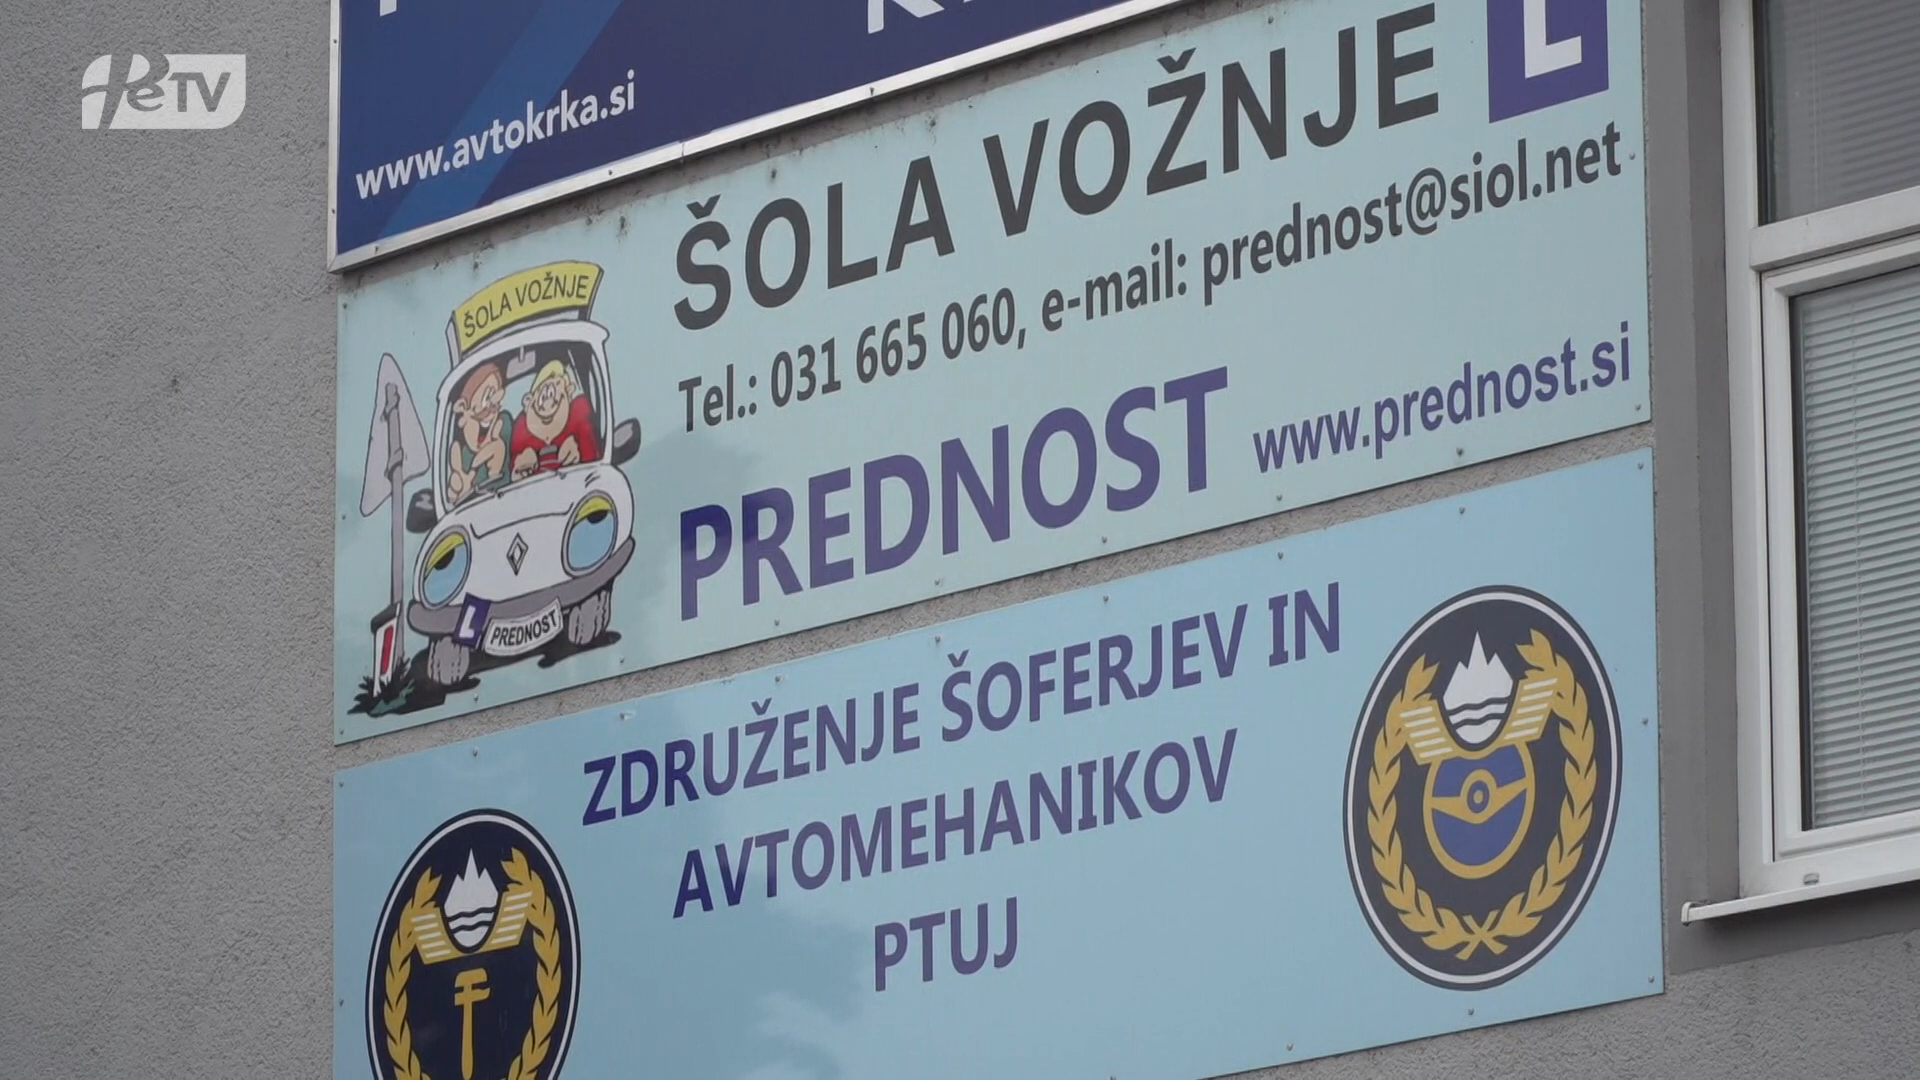 PeTV
www.avtokrka.si
ŠOLA VOŽNJE L
Tel.: 031 665 060, e-mail: prednost@siol.net
PREDNOST www.prednost.si
ŠOLA VOŽNJE
L PREDNOST
ZDRUŽENJE ŠOFERJEV IN
AVTOMEHANIKOV
PTUJ